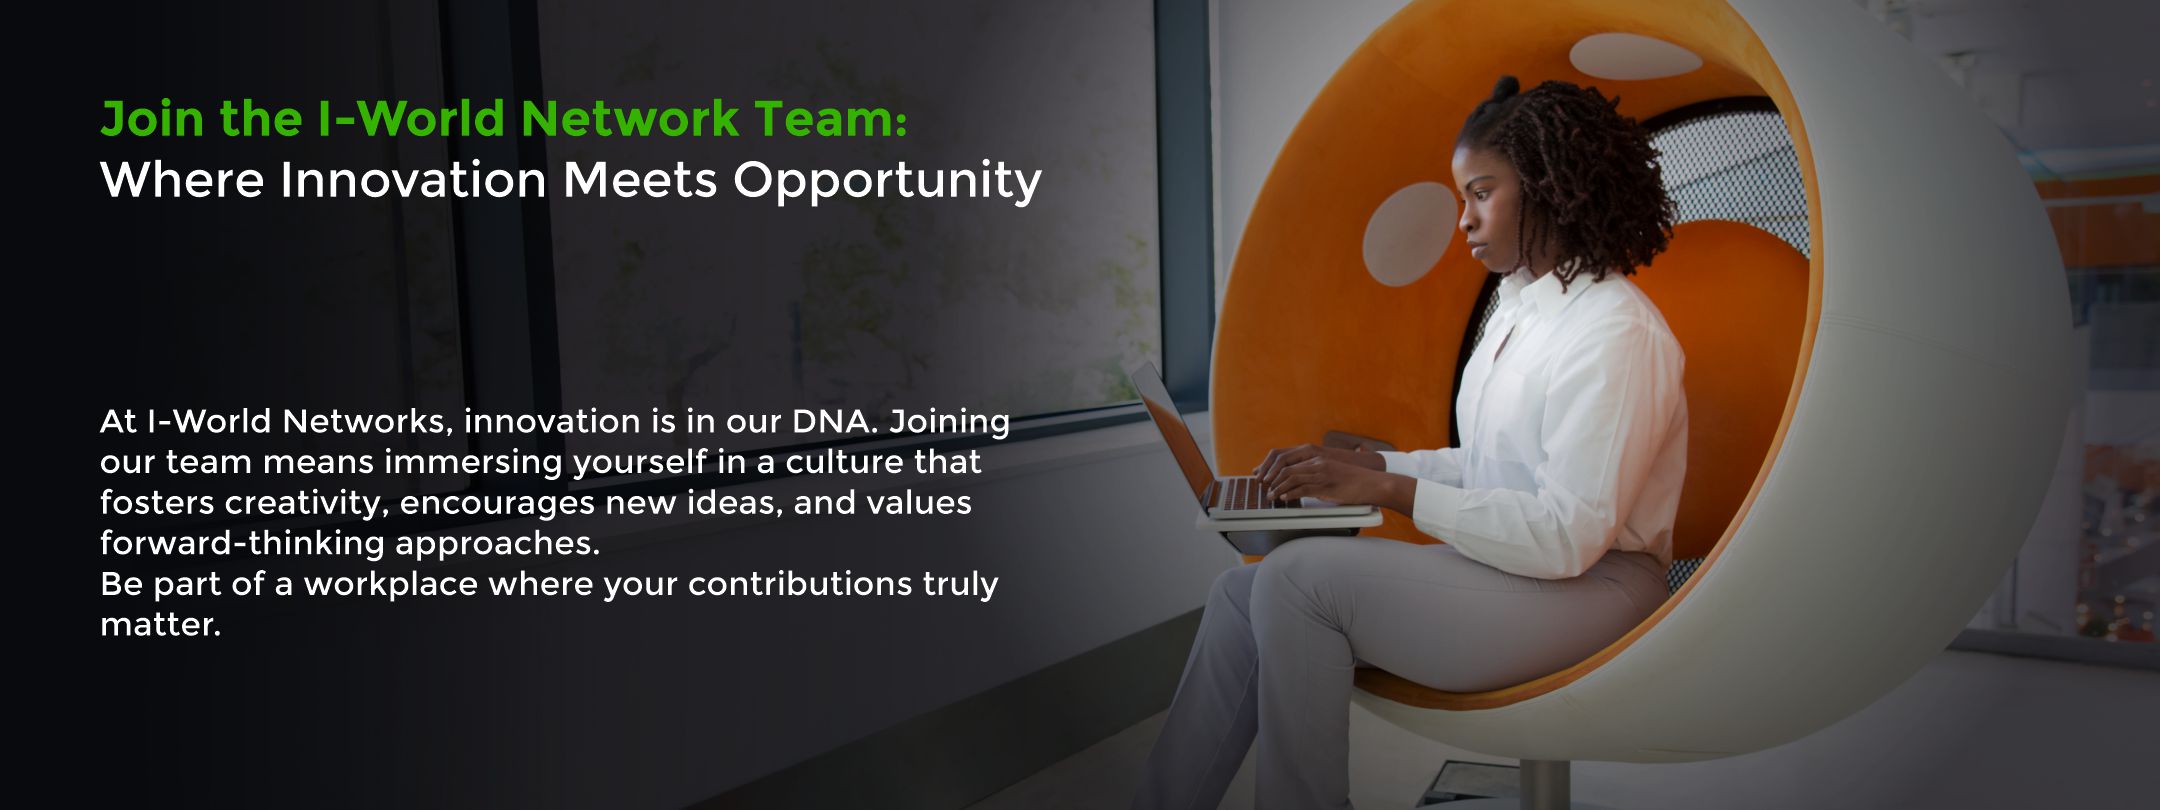 Join the I-World Network Team:
Where Innovation Meets Opportunity
At I-World Networks, innovation is in our DNA. Joining
our team means immersing yourself in a culture that
fosters creativity, encourages new ideas, and values
forward-thinking approaches.
Be part of a workplace where your contributions truly
matter.